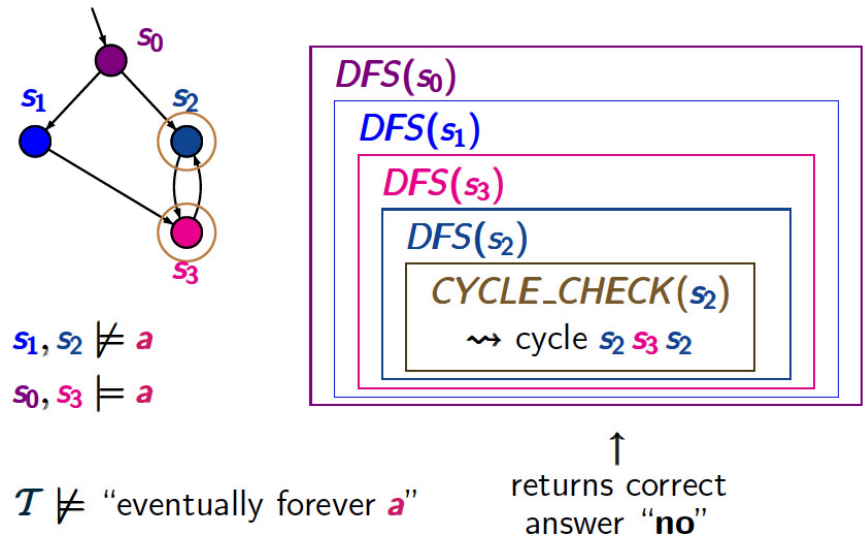 s₀
s₁
s₂
s₃
s₁, s₂ ⊭ a
s₀, s₃ ⊨ a
𝒯 ⊭ “eventually forever a”
DFS(s₀)
DFS(s₁)
DFS(s₃)
DFS(s₂)
CYCLE_CHECK(s₂)
⇝ cycle s₂ s₃ s₂
↑
returns correct
answer “no”